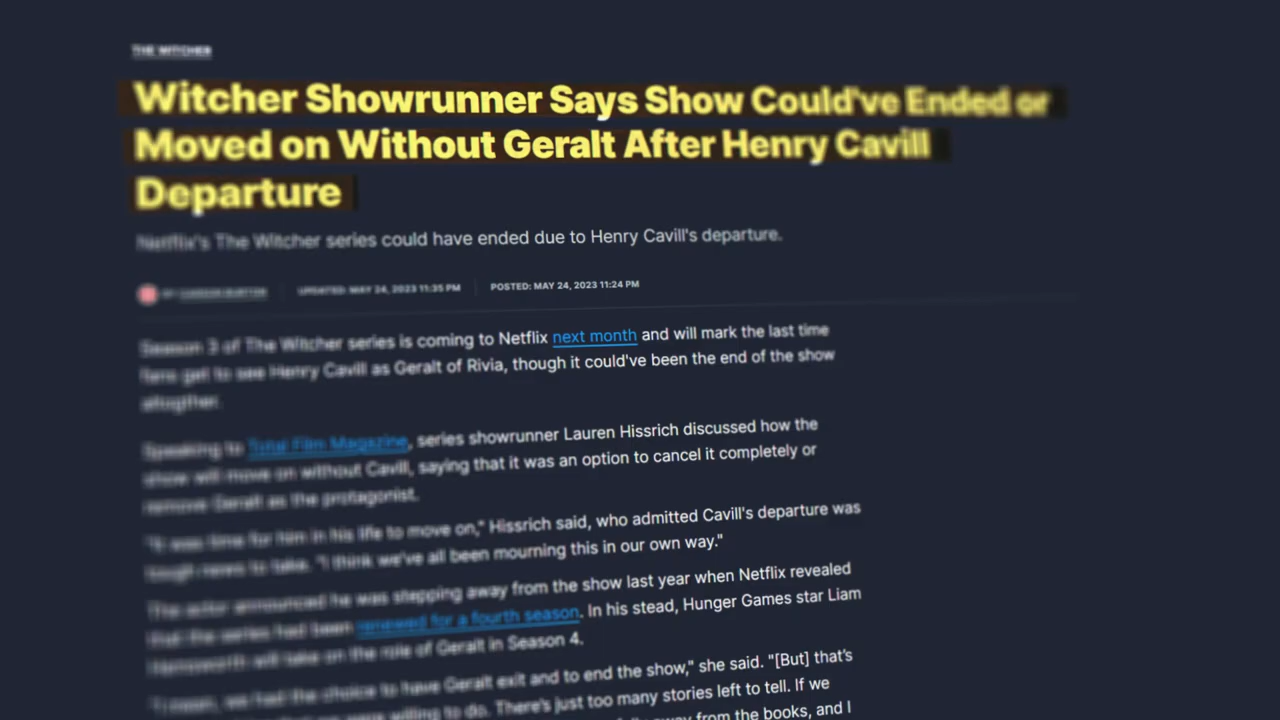 THE WITCHER
Witcher Showrunner Says Show Could've Ended or
Moved on Without Geralt After Henry Cavill
Departure
Netflix's The Witcher series could have ended due to Henry Cavill's departure.
BY UPDATED: MAY 24, 2023 11:35 PM POSTED: MAY 24, 2023 11:24 PM
Season 3 of The Witcher series is coming to Netflix next month and will mark the last time
fans get to see Henry Cavill as Geralt of Rivia, though it could've been the end of the show
altogther.
Speaking to Total Film Magazine, series showrunner Lauren Hissrich discussed how the
show will move on without Cavill, saying that it was an option to cancel it completely or
remove Geralt as the protagonist.
"It was time for him in his life to move on," Hissrich said, who admitted Cavill's departure was
tough news to take. "I think we've all been mourning this in our own way."
The actor announced he was stepping away from the show last year when Netflix revealed
that the series had been renewed for a fourth season. In his stead, Hunger Games star Liam
Hemsworth will take on the role of Geralt in Season 4.
"I mean, we had the choice to have Geralt exit and to end the show," she said. "[But] that's
we were willing to do. There's just too many stories left to tell. If we
away from the books, and I